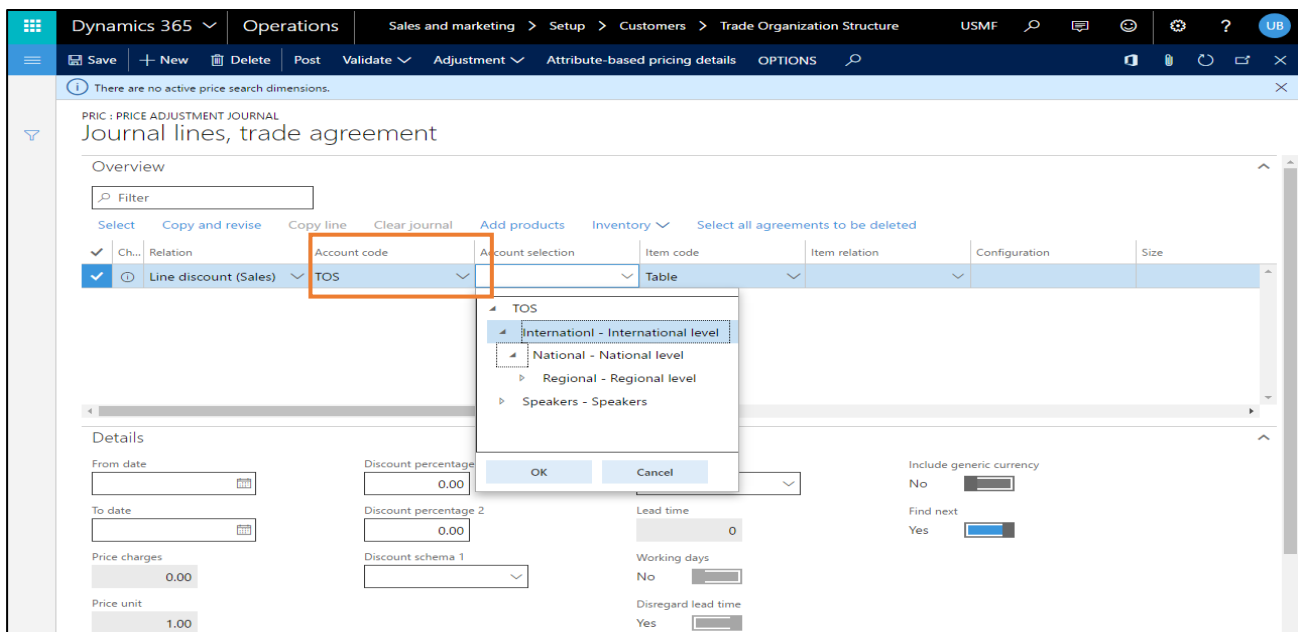 Dynamics 365 Operations Sales and marketing > Setup > Customers > Trade Organization Structure USMF ? UB
Save + New Delete Post Validate Adjustment Attribute-based pricing details OPTIONS
There are no active price search dimensions.
PRIC : PRICE ADJUSTMENT JOURNAL
Journal lines, trade agreement
Overview
Filter
Select Copy and revise Copy line Clear journal Add products Inventory Select all agreements to be deleted
Ch... Relation Account code Account selection Item code Item relation Configuration Size
Line discount (Sales) TOS Table
TOS
Internationl - International level
National - National level
Regional - Regional level
Speakers - Speakers
OK Cancel
Details
From date Discount percentage Include generic currency
0.00 No
To date Discount percentage 2 Lead time Find next
0.00 0 Yes
Price charges Discount schema 1 Working days
0.00 No
Price unit Disregard lead time
1.00 Yes